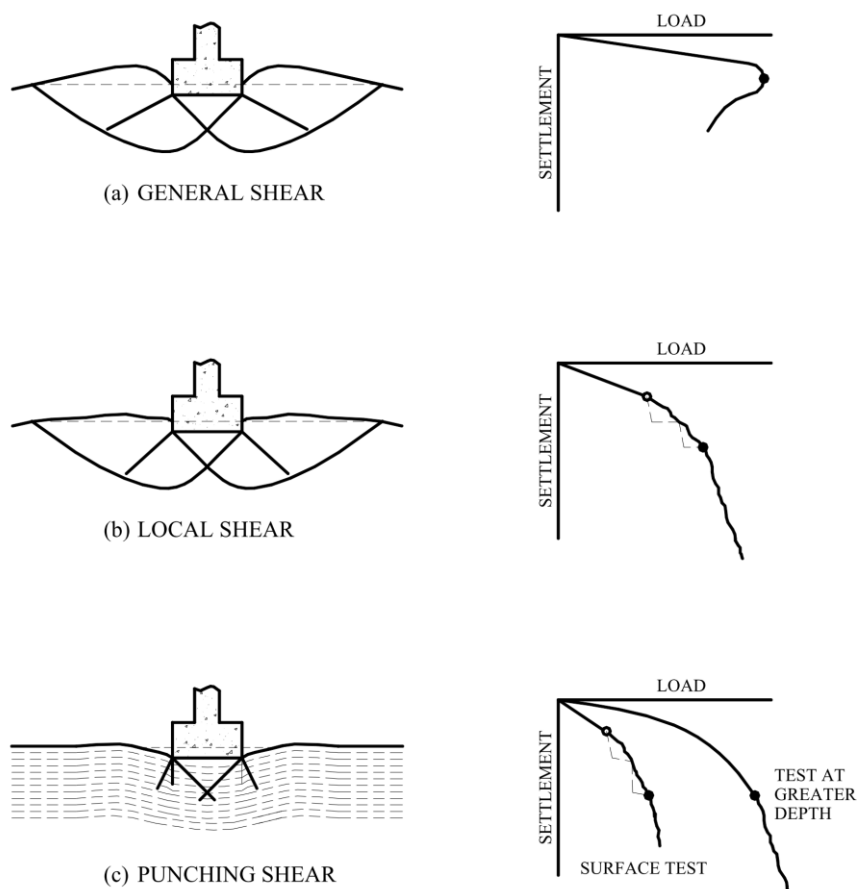 LOAD
SETTLEMENT
(a) GENERAL SHEAR
LOAD
SETTLEMENT
(b) LOCAL SHEAR
LOAD
SETTLEMENT
TEST AT
GREATER
DEPTH
SURFACE TEST
(c) PUNCHING SHEAR